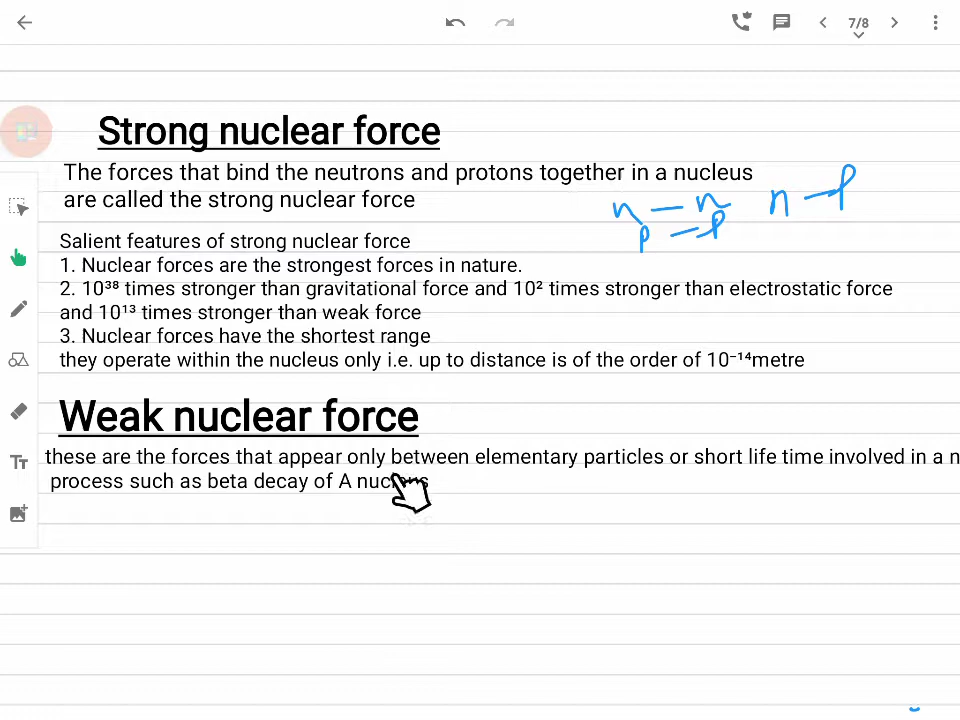 7/8
Strong nuclear force
The forces that bind the neutrons and protons together in a nucleus
are called the strong nuclear force
n — n n — p
p — p
Salient features of strong nuclear force
1. Nuclear forces are the strongest forces in nature.
2. 10³⁸ times stronger than gravitational force and 10² times stronger than electrostatic force
and 10¹³ times stronger than weak force
3. Nuclear forces have the shortest range
they operate within the nucleus only i.e. up to distance is of the order of 10⁻¹⁴metre
Weak nuclear force
these are the forces that appear only between elementary particles or short life time involved in a n
process such as beta decay of A nucleus
Tт